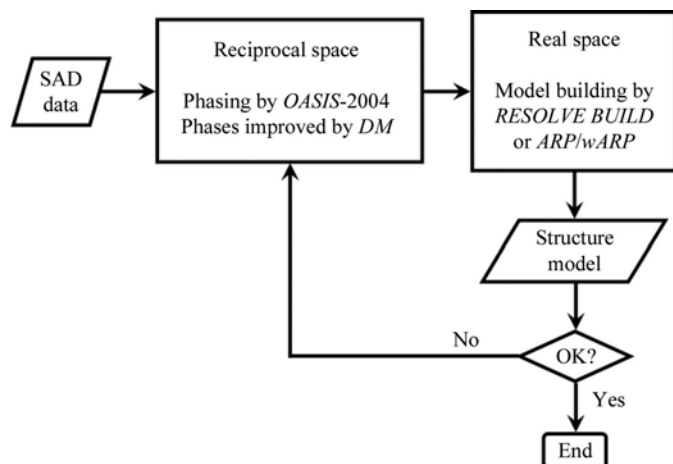 SAD
data
Reciprocal space
Phasing by OASIS-2004
Phases improved by DM
Real space
Model building by
RESOLVE BUILD
or ARP/wARP
Structure
model
OK?
No
Yes
End